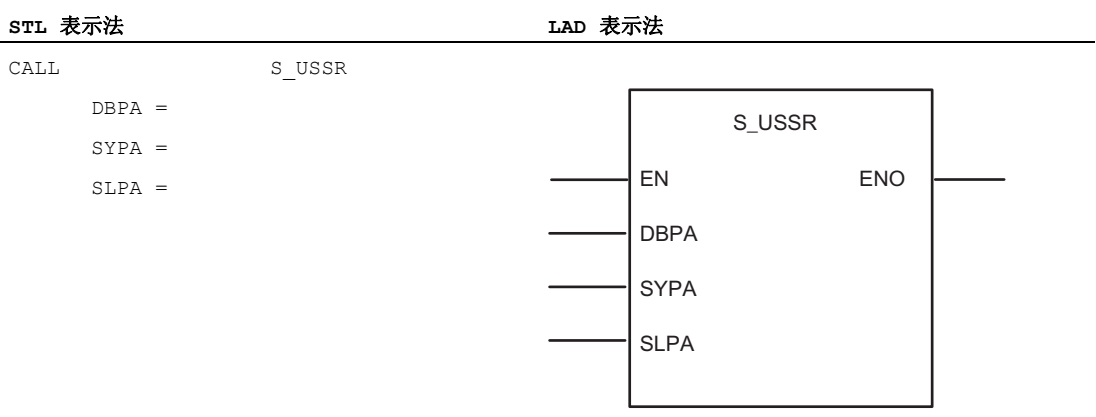 STL 表示法 LAD 表示法
CALL S_USSR
DBPA =
SYPA =
SLPA =
S_USSR
EN ENO
DBPA
SYPA
SLPA